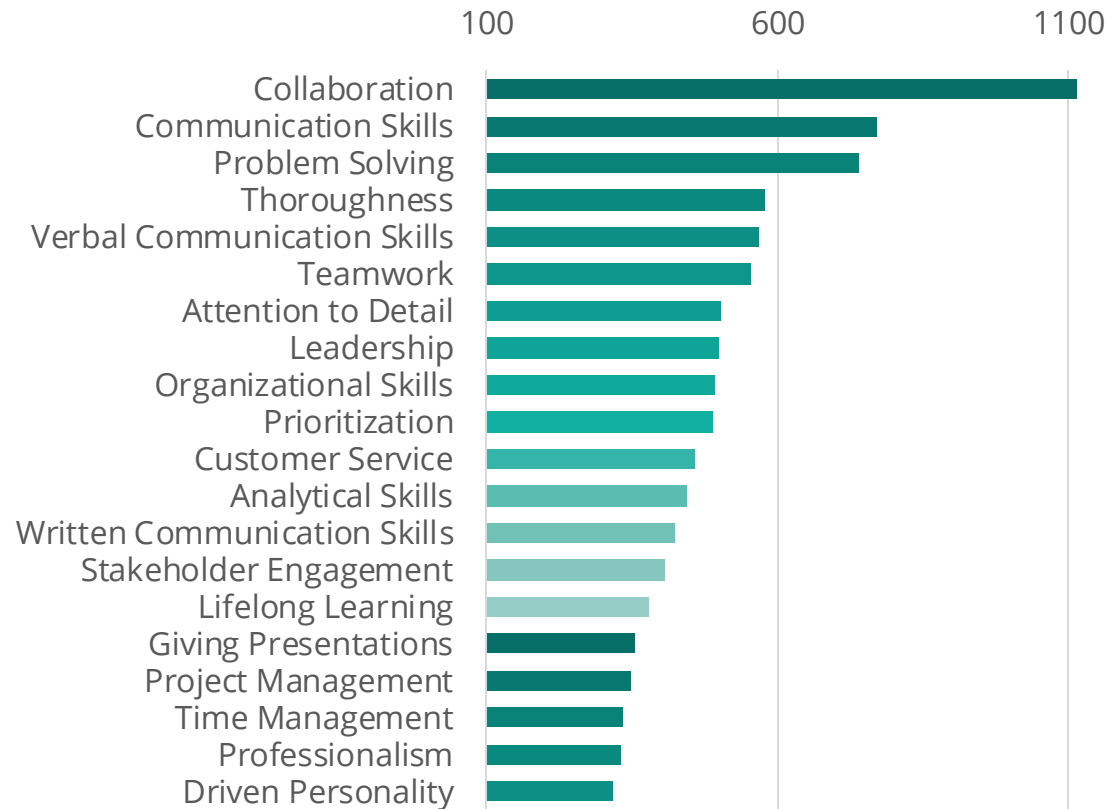 100 600 1100
Collaboration
Communication Skills
Problem Solving
Thoroughness
Verbal Communication Skills
Teamwork
Attention to Detail
Leadership
Organizational Skills
Prioritization
Customer Service
Analytical Skills
Written Communication Skills
Stakeholder Engagement
Lifelong Learning
Giving Presentations
Project Management
Time Management
Professionalism
Driven Personality